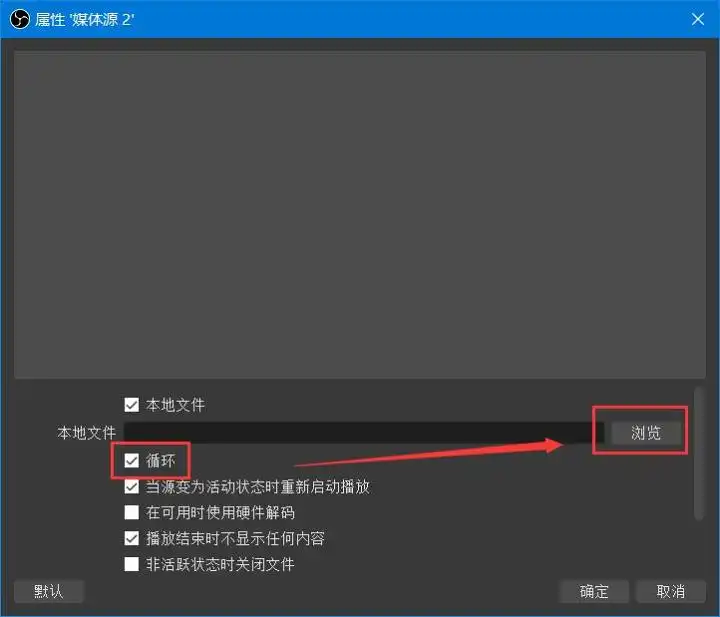 属性 '媒体源 2'
本地文件
本地文件 浏览
循环
当源变为活动状态时重新启动播放
在可用时使用硬件解码
播放结束时不显示任何内容
非活跃状态时关闭文件
默认 确定 取消